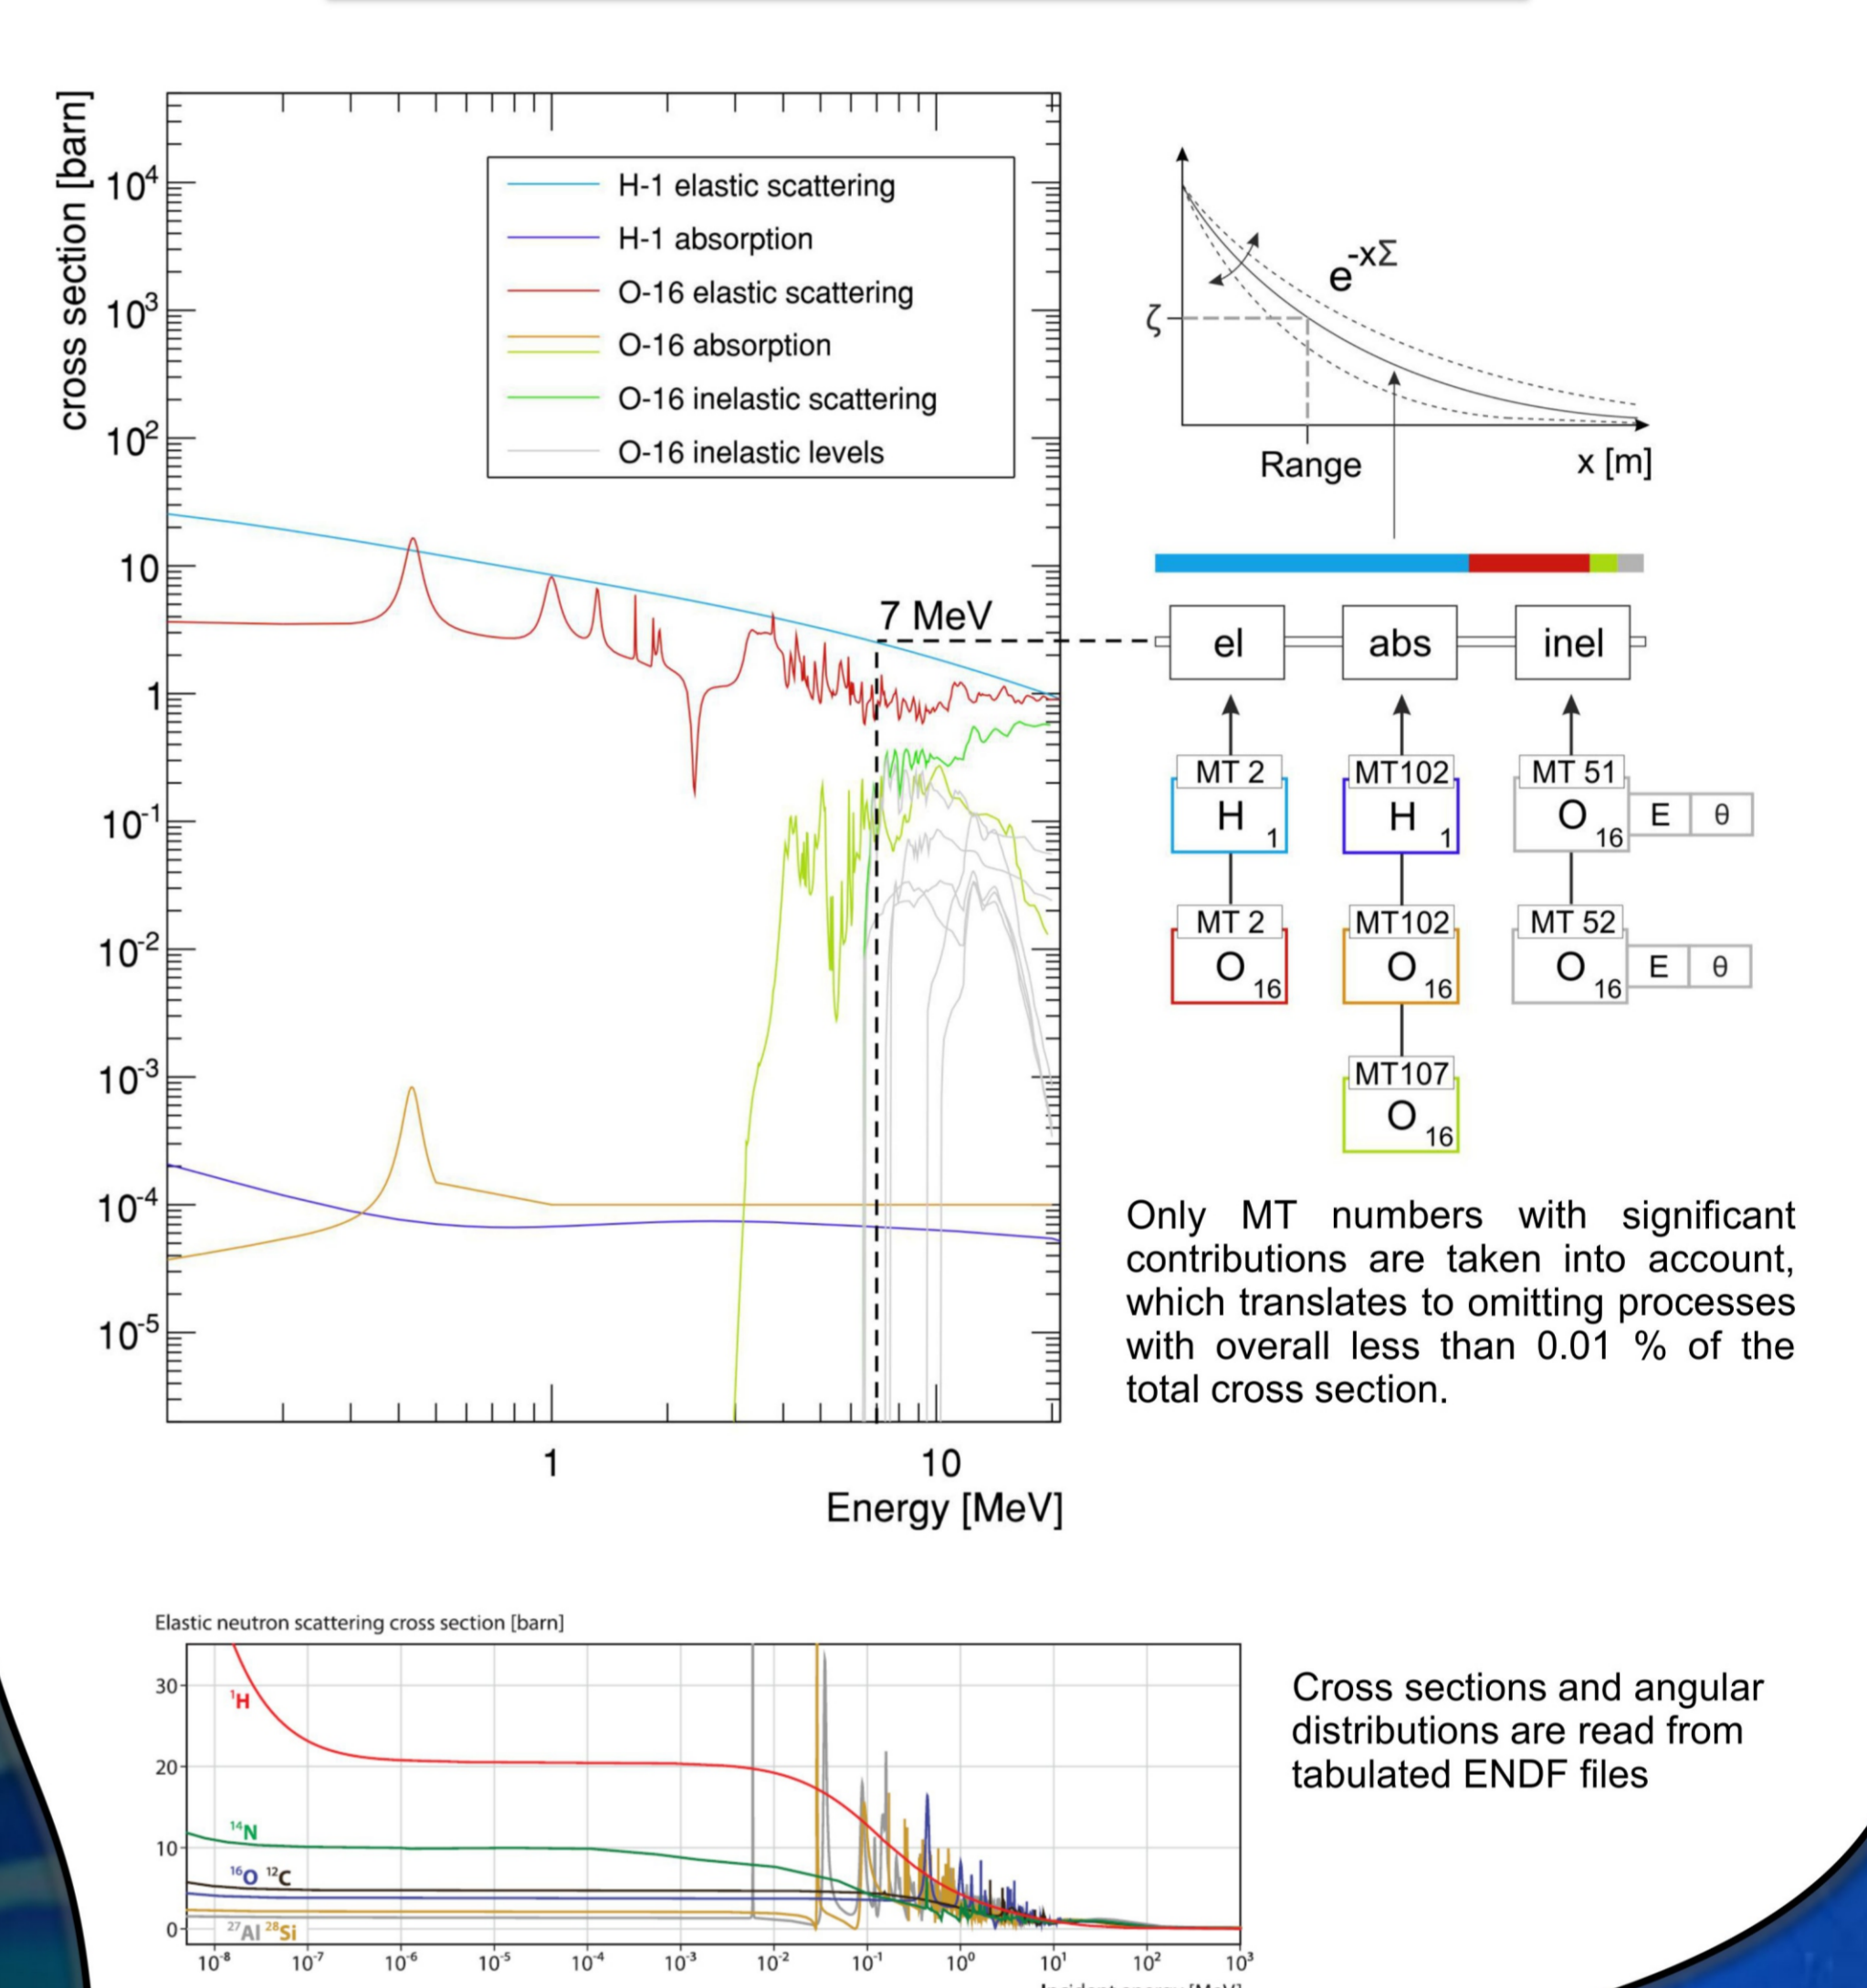 cross section [barn]
10⁴
10³
10²
10
1
10⁻¹
10⁻²
10⁻³
10⁻⁴
10⁻⁵
H-1 elastic scattering
H-1 absorption
O-16 elastic scattering
O-16 absorption
O-16 inelastic scattering
O-16 inelastic levels
7 MeV
1
10
Energy [MeV]
e^-xΣ
ζ
Range
x [m]
el
abs
inel
MT 2
H 1
MT102
H 1
MT 51
O 16
E
θ
MT 2
O 16
MT102
O 16
MT 52
O 16
E
θ
MT107
O 16
Only MT numbers with significant
contributions are taken into account,
which translates to omitting processes
with overall less than 0.01 % of the
total cross section.
Elastic neutron scattering cross section [barn]
30
20
10
0
¹H
¹⁴N
¹⁶O ¹²C
²⁷Al ²⁸Si
10⁻⁸
10⁻⁷
10⁻⁶
10⁻⁵
10⁻⁴
10⁻³
10⁻²
10⁻¹
10⁰
10¹
10²
10³
Incident energy [MeV]
Cross sections and angular
distributions are read from
tabulated ENDF files